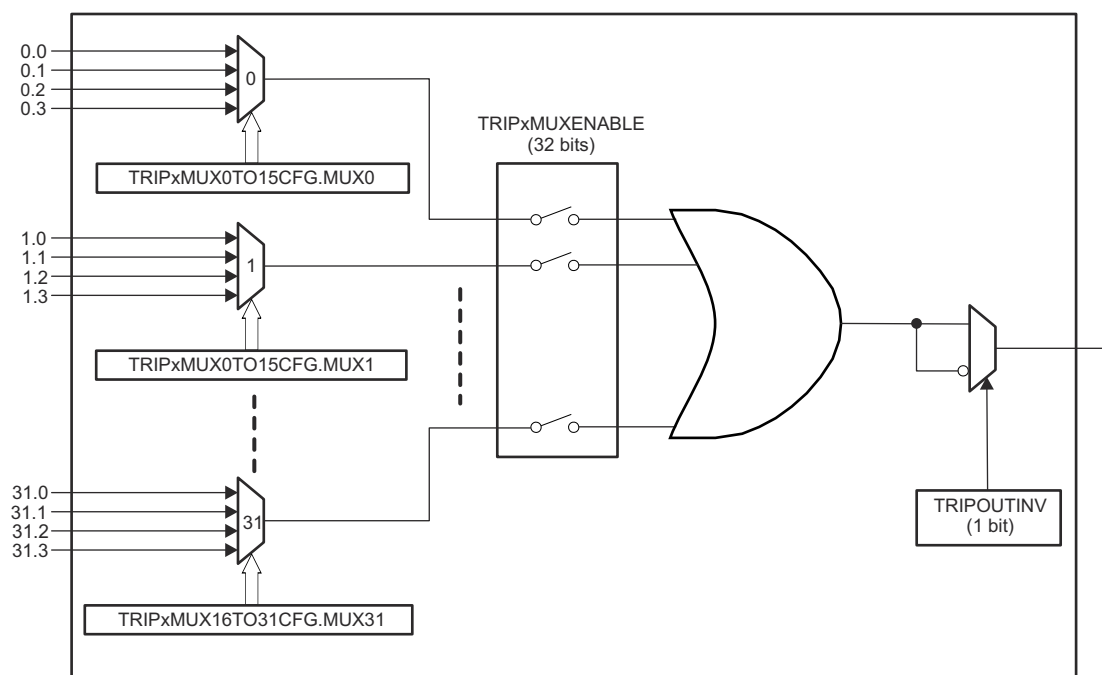 0.0
0.1
0.2
0.3
0
TRIPxMUX0TO15CFG.MUX0
TRIPxMUXENABLE
(32 bits)
1.0
1.1
1.2
1.3
1
TRIPxMUX0TO15CFG.MUX1
31.0
31.1
31.2
31.3
31
TRIPxMUX16TO31CFG.MUX31
TRIPOUTINV
(1 bit)